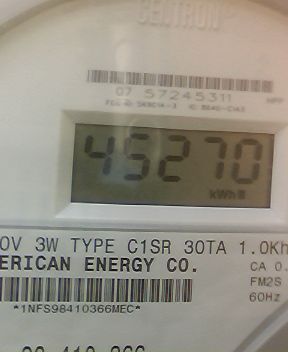 CELTRON
07 57245311
45270
kWh
0V 3W TYPE C1SR 30TA 1.0Kh
ERICAN ENERGY CO.
CA 0.
FM2S
60Hz
*1NFS98410366MEC*